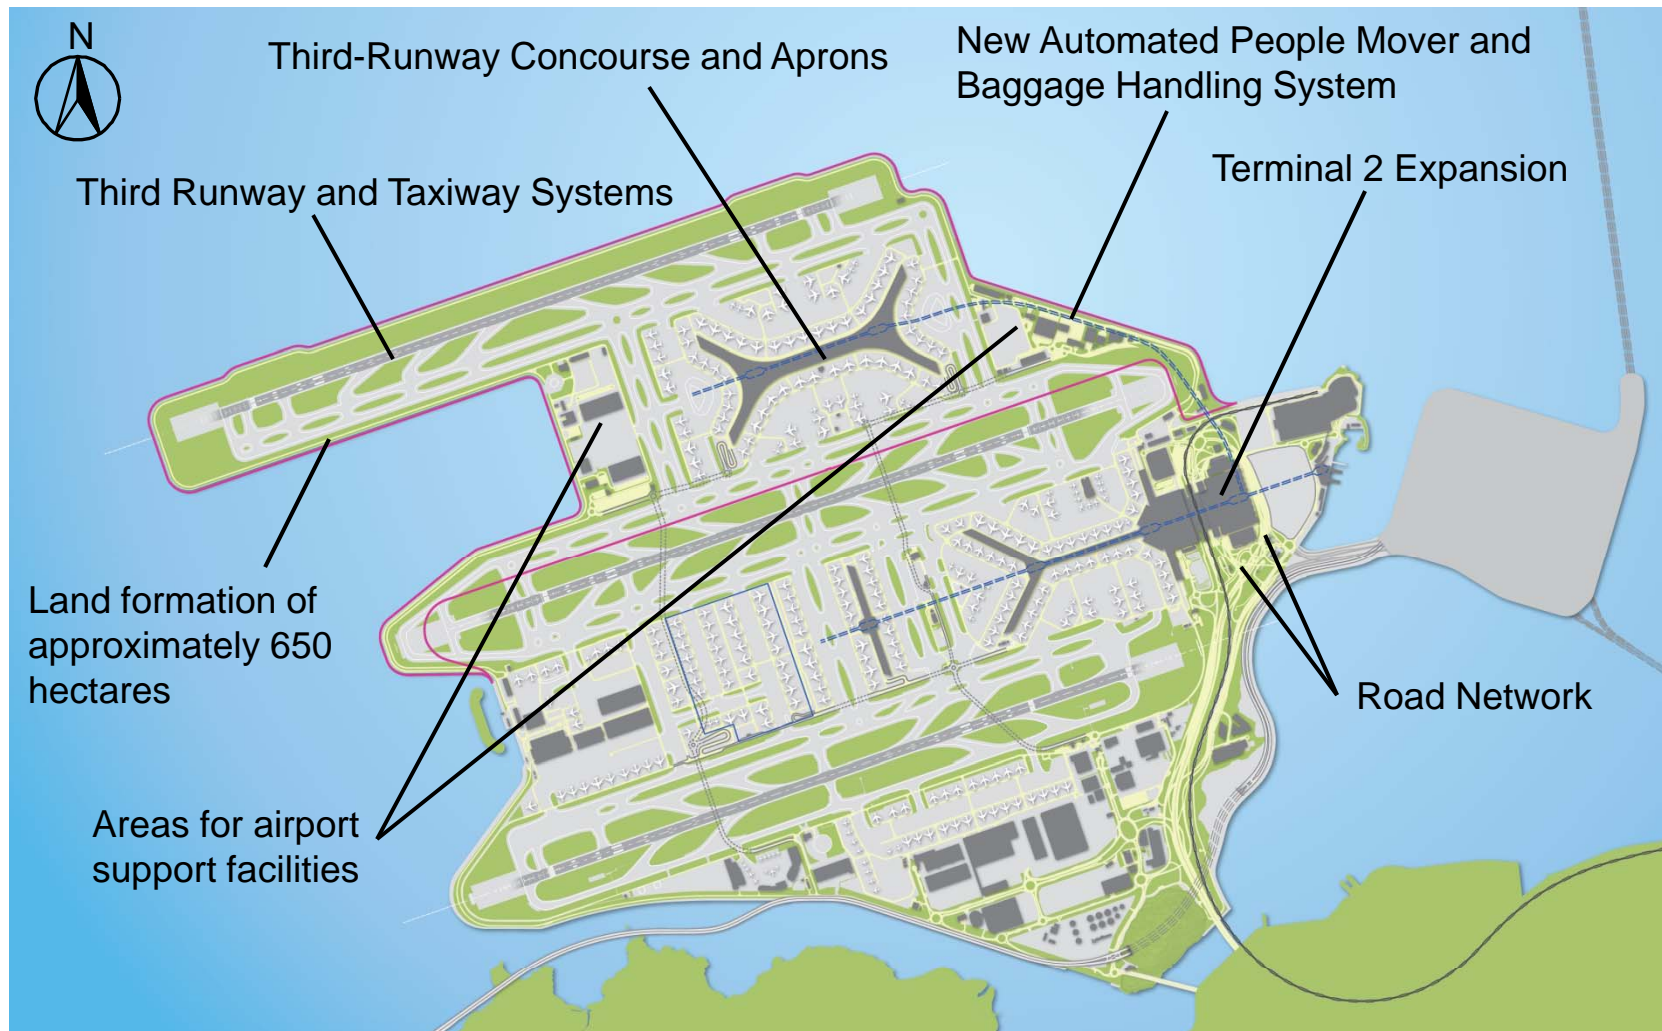 N
Third-Runway Concourse and Aprons
New Automated People Mover and
Baggage Handling System
Terminal 2 Expansion
Third Runway and Taxiway Systems
Land formation of
approximately 650
hectares
Road Network
Areas for airport
support facilities